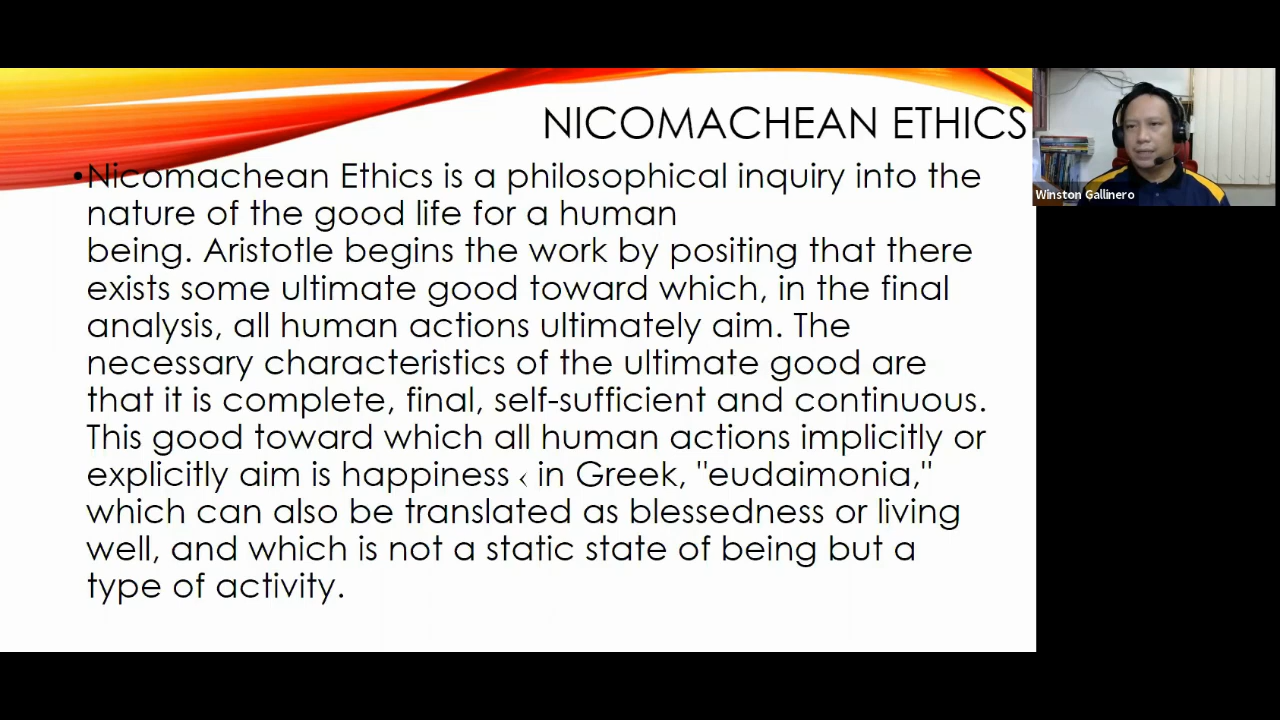 NICOMACHEAN ETHICS
•Nicomachean Ethics is a philosophical inquiry into the
nature of the good life for a human
being. Aristotle begins the work by positing that there
exists some ultimate good toward which, in the final
analysis, all human actions ultimately aim. The
necessary characteristics of the ultimate good are
that it is complete, final, self-sufficient and continuous.
This good toward which all human actions implicitly or
explicitly aim is happiness ‹ in Greek, "eudaimonia,"
which can also be translated as blessedness or living
well, and which is not a static state of being but a
type of activity.
Winston Gallinero